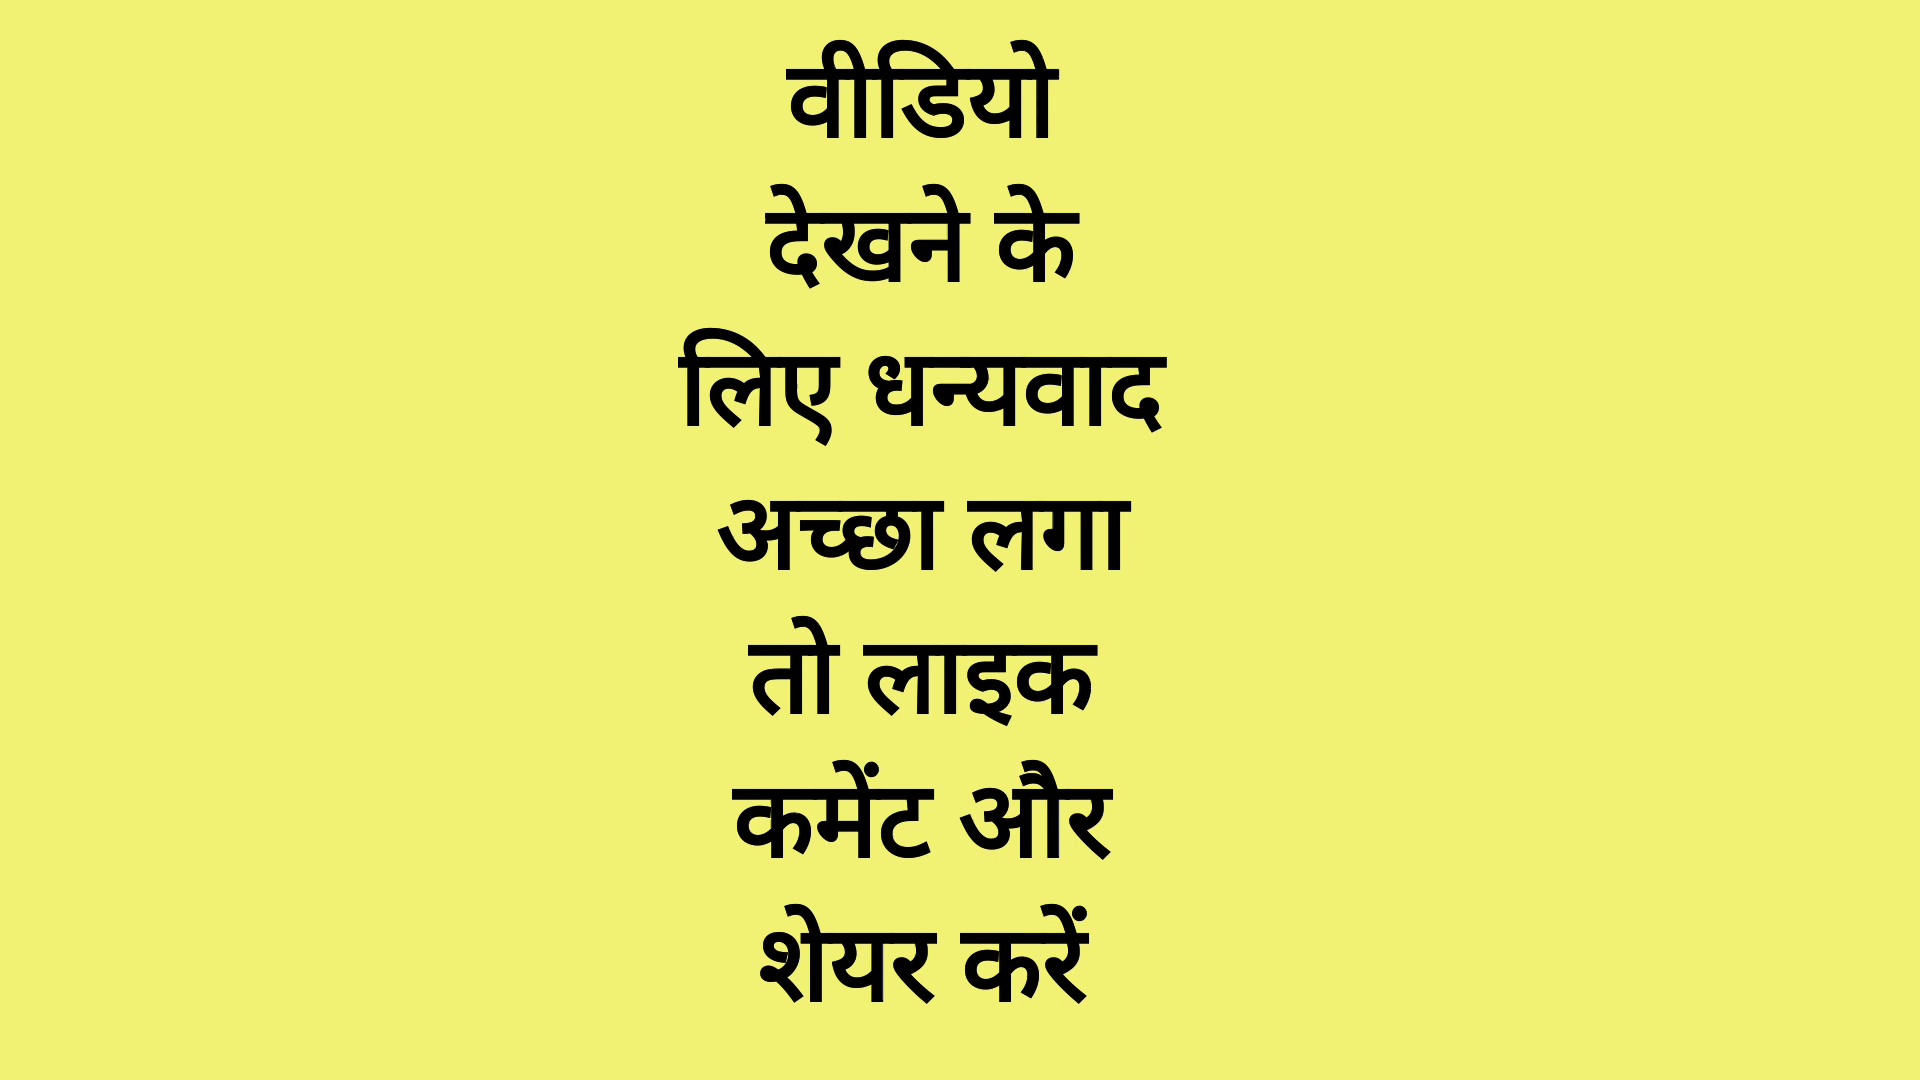 वीडियो
देखने के
लिए धन्यवाद
अच्छा लगा
तो लाइक
कमेंट और
शेयर करें